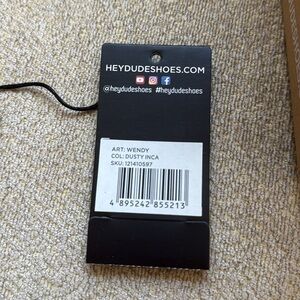 HEYDUDESHOES.COM
@heydudeshoes #heydudeshoes
ART: WENDY
COL: DUSTY INCA
SKU: 121410597
4 895242 855213